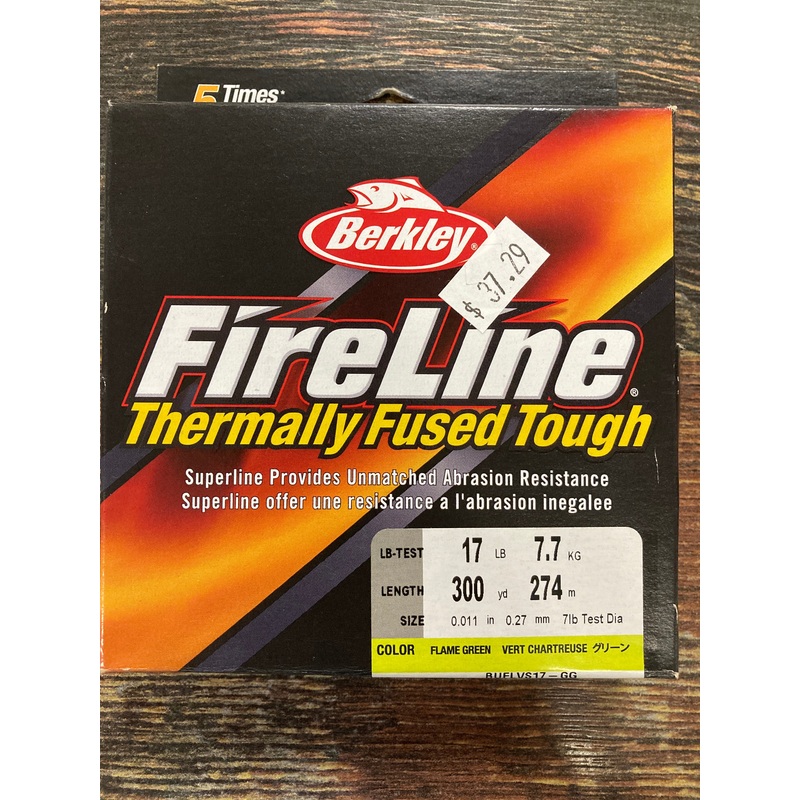 5 Times*
Berkley®
$ 37.29
FireLine®
Thermally Fused Tough
Superline Provides Unmatched Abrasion Resistance
Superline offer une resistance a l'abrasion inegalee
LB-TEST 17 LB 7.7 KG
LENGTH 300 yd 274 m
SIZE 0.011 in 0.27 mm 7lb Test Dia
COLOR FLAME GREEN VERT CHARTREUSE グリーン
BUFLVS17-GG